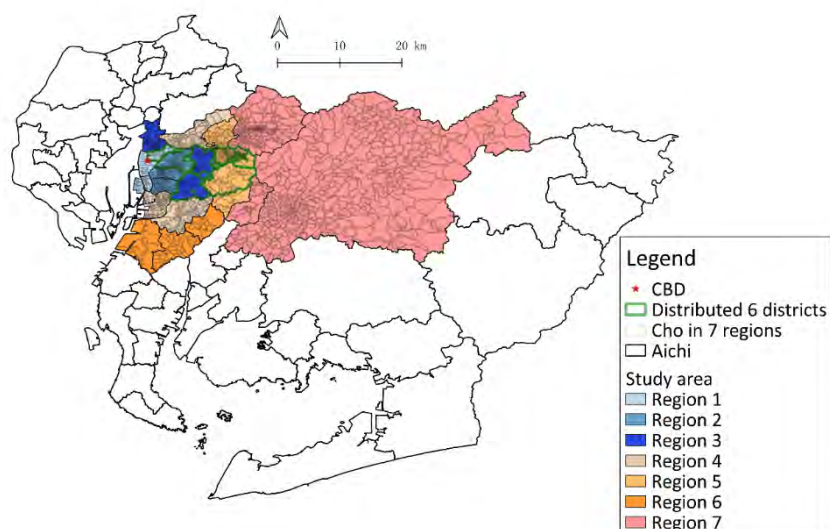 0 10 20 km
Legend
CBD
Distributed 6 districts
Cho in 7 regions
Aichi
Study area
Region 1
Region 2
Region 3
Region 4
Region 5
Region 6
Region 7